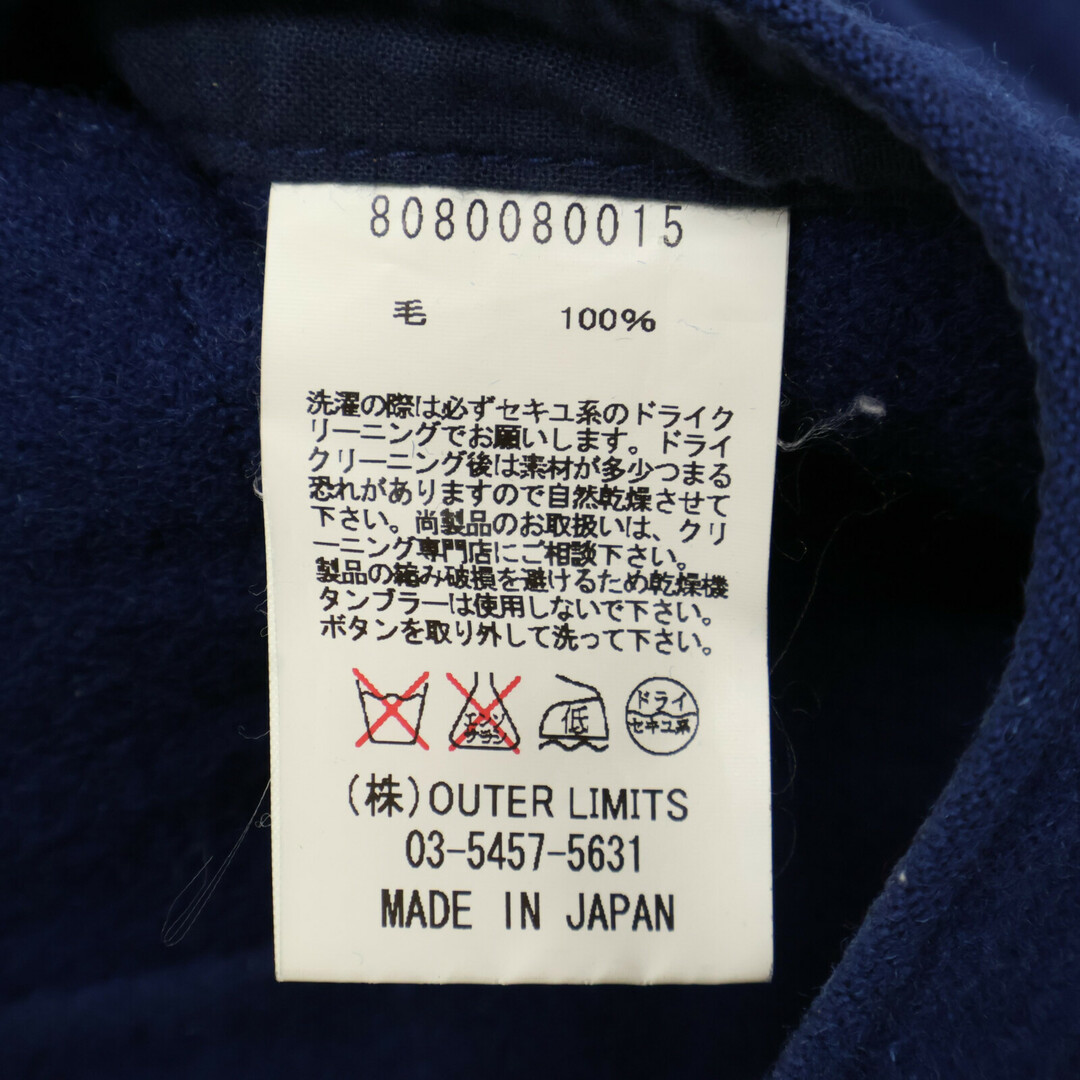 8080080015
毛 100%
洗濯の際は必ずセキユ系のドライク
リーニングでお願いします。ドライ
クリーニング後は素材が多少つまる
恐れがありますので自然乾燥させて
下さい。尚製品のお取扱いは、クリ
ーニング専門店にご相談下さい。
製品の縮み破損を避けるため乾燥機
タンブラーは使用しないで下さい。
ボタンを取り外して洗って下さい。
エンソ
サラシ
低
ドライ
セキユ系
(株)OUTER LIMITS
03-5457-5631
MADE IN JAPAN